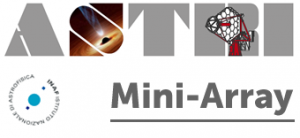 ASTRI
INAF
ISTITUTO NAZIONALE DI ASTROFISICA
Mini-Array